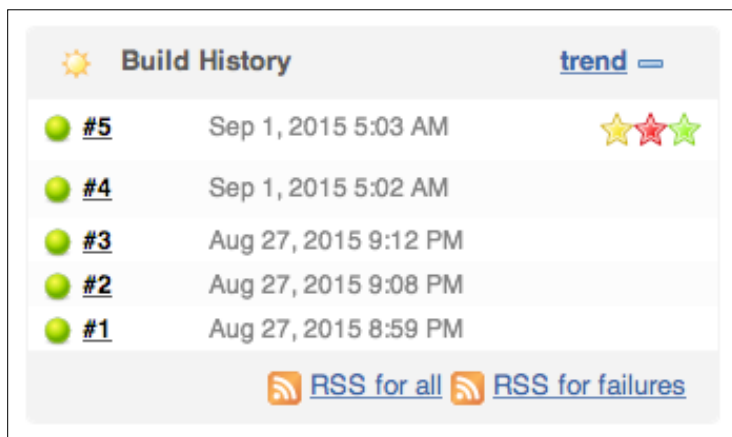 Build History trend
#5 Sep 1, 2015 5:03 AM
#4 Sep 1, 2015 5:02 AM
#3 Aug 27, 2015 9:12 PM
#2 Aug 27, 2015 9:08 PM
#1 Aug 27, 2015 8:59 PM
RSS for all RSS for failures